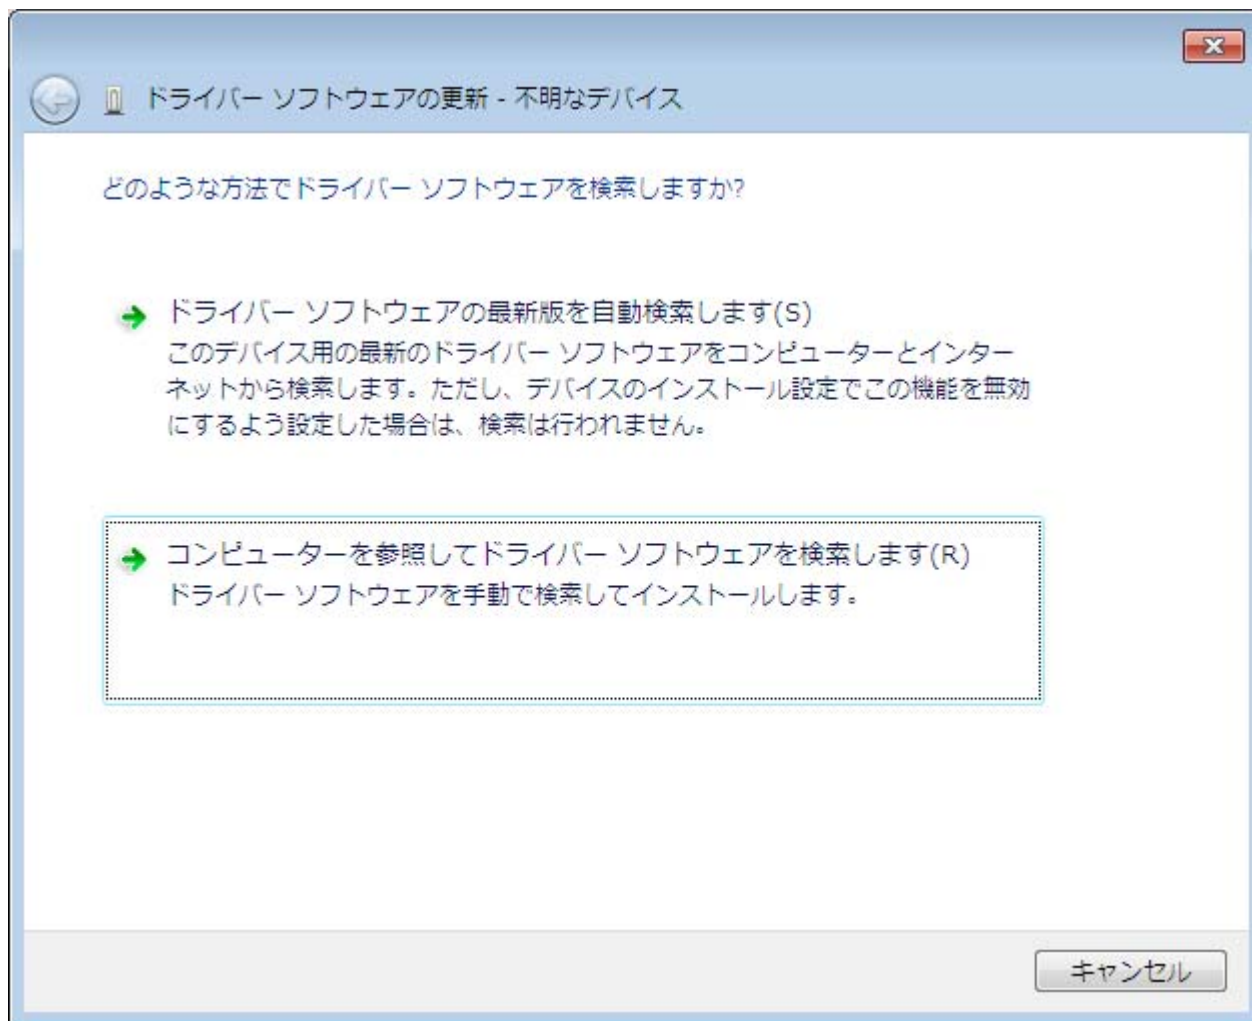 ドライバー ソフトウェアの更新 - 不明なデバイス
どのような方法でドライバー ソフトウェアを検索しますか?
ドライバー ソフトウェアの最新版を自動検索します(S)
このデバイス用の最新のドライバー ソフトウェアをコンピューターとインター
ネットから検索します。ただし、デバイスのインストール設定でこの機能を無効
にするよう設定した場合は、検索は行われません。
コンピューターを参照してドライバー ソフトウェアを検索します(R)
ドライバー ソフトウェアを手動で検索してインストールします。
キャンセル